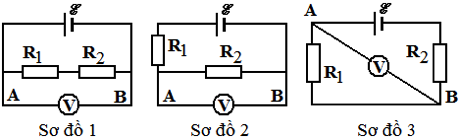 ℰ
R1 R2
A V B
Sơ đồ 1
ℰ
R1
R2
A V B
Sơ đồ 2
A ℰ
R1 V R2
B
Sơ đồ 3